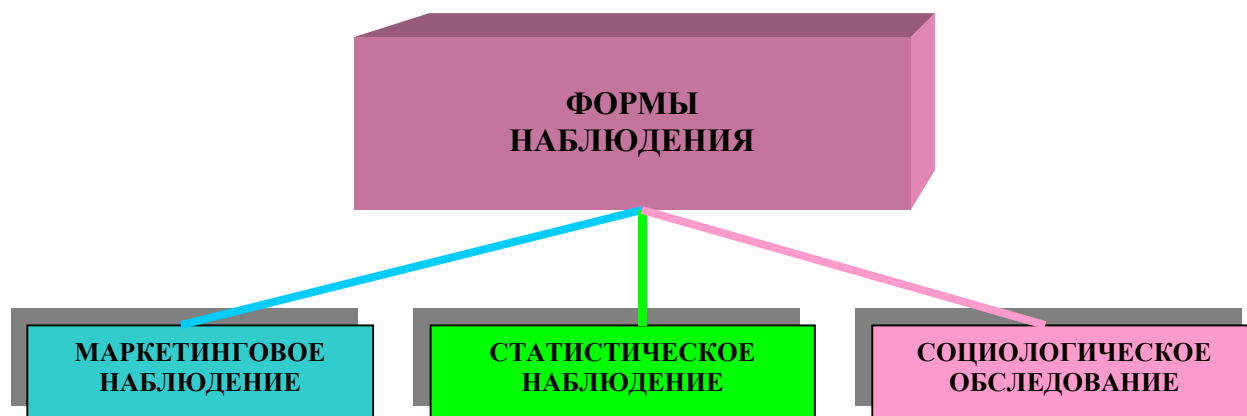 ФОРМЫ
НАБЛЮДЕНИЯ
МАРКЕТИНГОВОЕ
НАБЛЮДЕНИЕ
СТАТИСТИЧЕСКОЕ
НАБЛЮДЕНИЕ
СОЦИОЛОГИЧЕСКОЕ
ОБСЛЕДОВАНИЕ